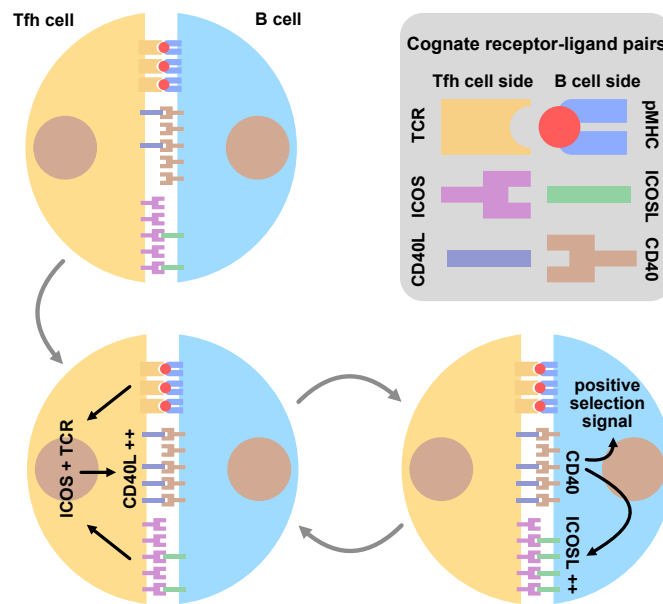 Tfh cell
B cell
Cognate receptor-ligand pairs
Tfh cell side
B cell side
TCR
pMHC
ICOS
ICOSL
CD40L
CD40
ICOS + TCR
CD40L ++
positive
selection
signal
CD40
ICOSL ++